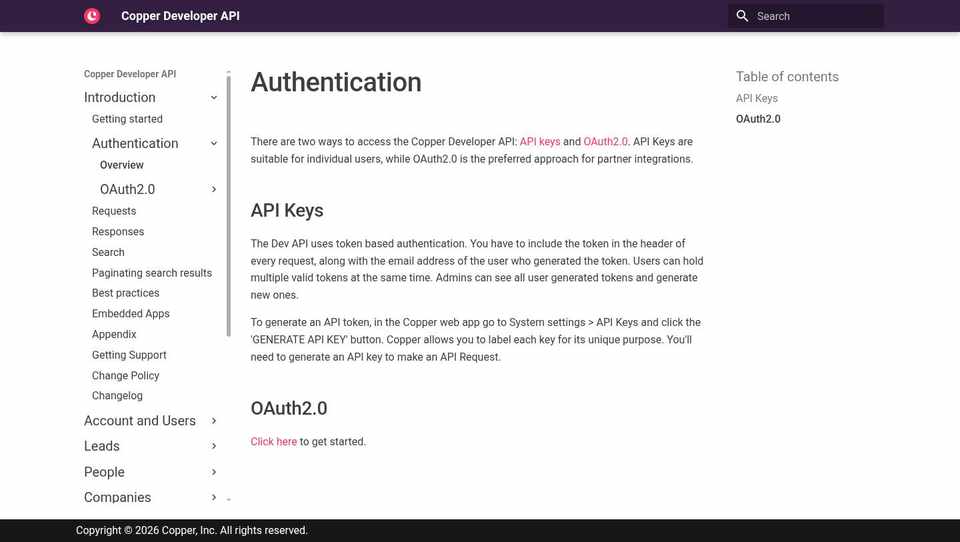 Copper Developer API
Search
Copper Developer API
Introduction
Getting started
Authentication
Overview
OAuth2.0
Requests
Responses
Search
Paginating search results
Best practices
Embedded Apps
Appendix
Getting Support
Change Policy
Changelog
Account and Users
Leads
People
Companies
Authentication
There are two ways to access the Copper Developer API: API keys and OAuth2.0. API Keys are
suitable for individual users, while OAuth2.0 is the preferred approach for partner integrations.
API Keys
The Dev API uses token based authentication. You have to include the token in the header of
every request, along with the email address of the user who generated the token. Users can hold
multiple valid tokens at the same time. Admins can see all user generated tokens and generate
new ones.
To generate an API token, in the Copper web app go to System settings > API Keys and click the
'GENERATE API KEY' button. Copper allows you to label each key for its unique purpose. You'll
need to generate an API key to make an API Request.
OAuth2.0
Click here to get started.
Table of contents
API Keys
OAuth2.0
Copyright © 2026 Copper, Inc. All rights reserved.